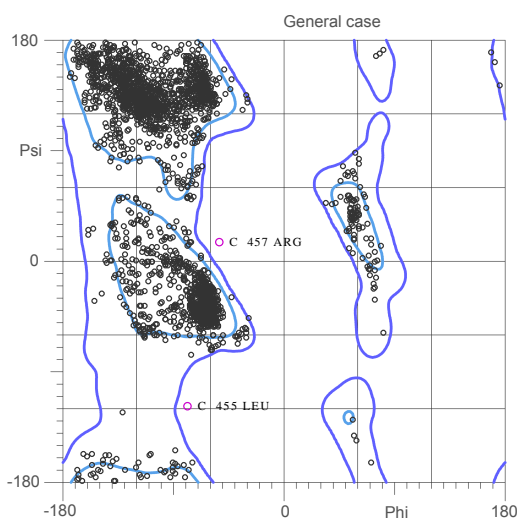 General case
180
Psi
C 457 ARG
0
C 455 LEU
-180
-180 0 Phi 180